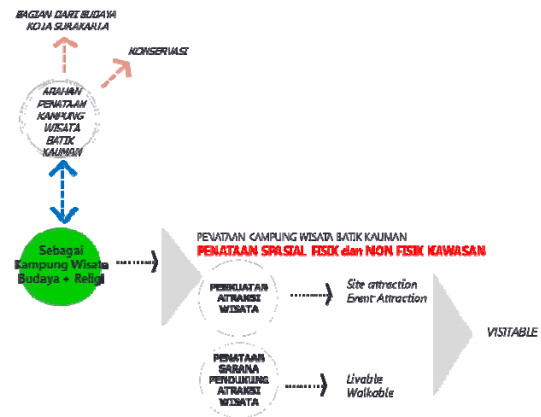 BAGIAN DARI BUDAYA
KOTA SURAKARTA
KONSERVASI
ARAHAN
PENATAAN
KAMPUNG
WISATA
BATIK
KAUMAN
Sebagai
Kampung Wisata
Budaya + Religi
PENATAAN KAMPUNG WISATA BATIK KAUMAN
PENATAAN SPASIAL FISIK dan NON FISIK KAWASAN
PERKUATAN
ATRAKSI
WISATA
Site attraction
Event Attraction
VISITABLE
PENATAAN
SARANA
PENDUKUNG
ATRAKSI
WISATA
Livable
Walkable